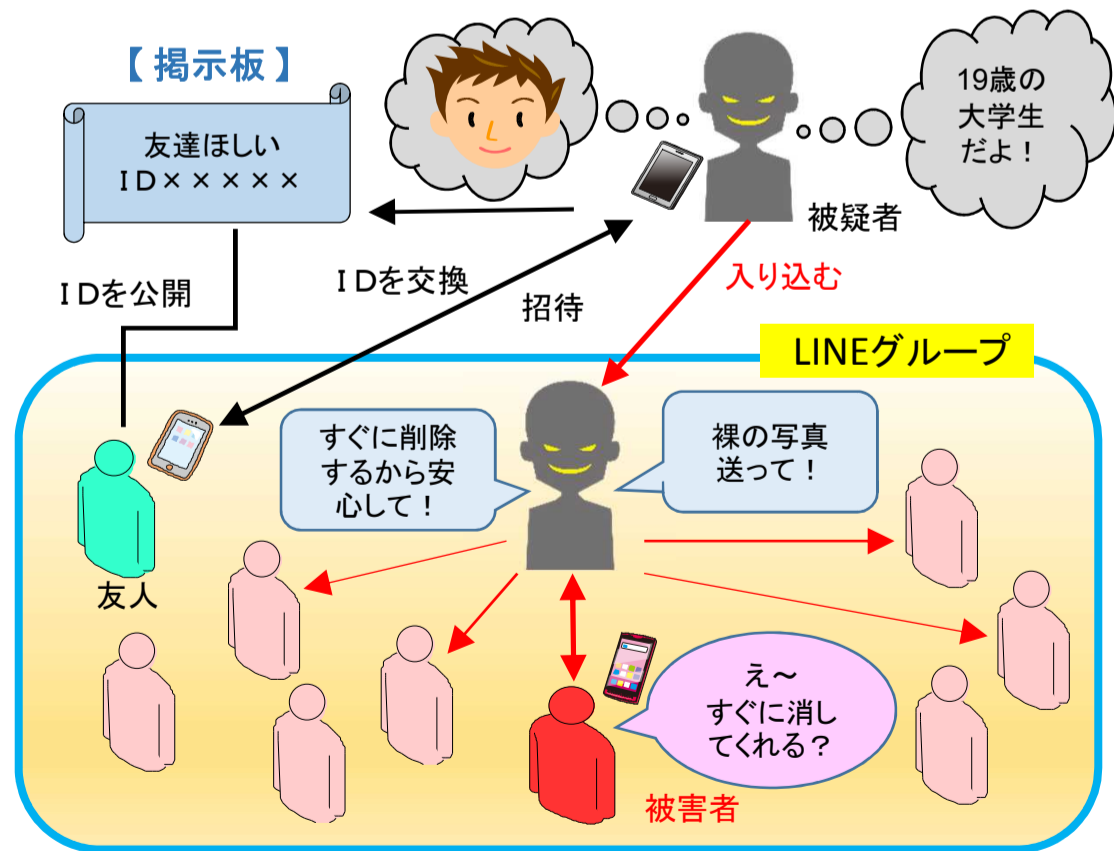 【 掲示板 】
友達ほしい
ＩＤ×××××
19歳の
大学生
だよ！
被疑者
ＩＤを公開
ＩＤを交換
招待
入り込む
LINEグループ
すぐに削除
するから安
心して！
裸の写真
送って！
友人
え～
すぐに消し
てくれる？
被害者